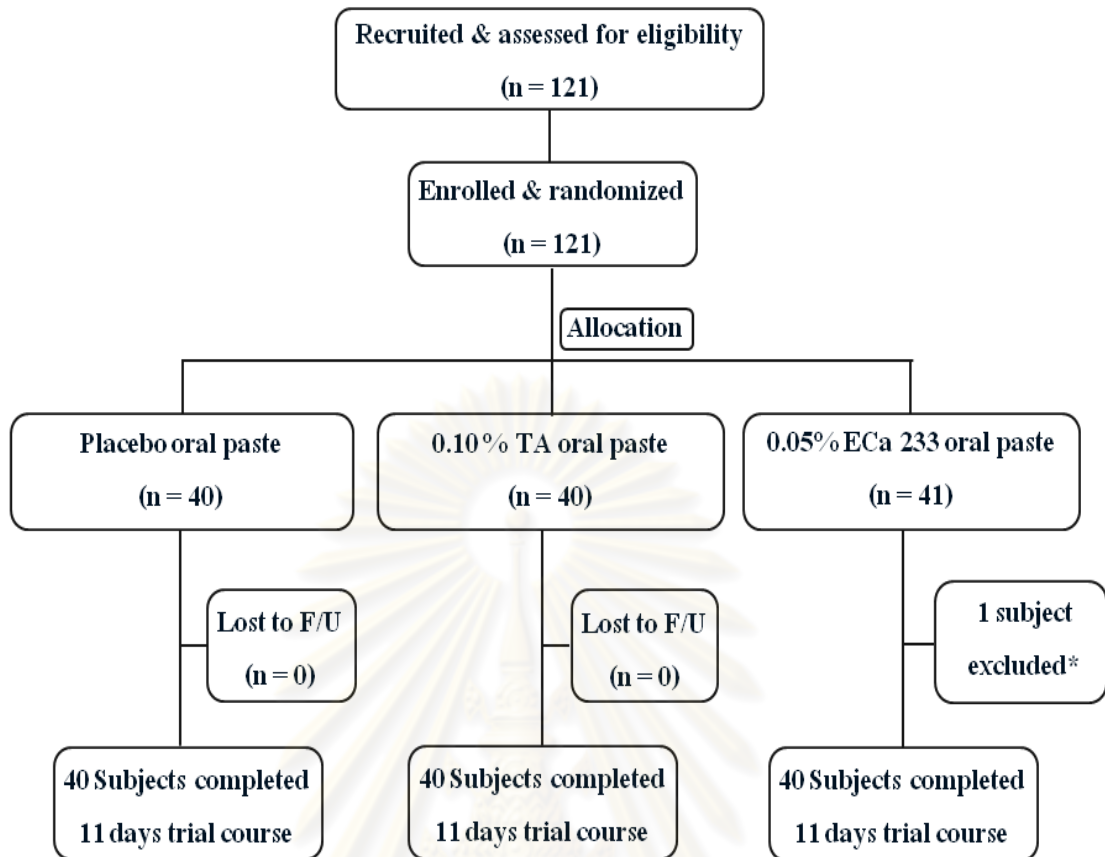 Recruited & assessed for eligibility
(n = 121)
Enrolled & randomized
(n = 121)
Allocation
Placebo oral paste
(n = 40)
0.10% TA oral paste
(n = 40)
0.05% ECa 233 oral paste
(n = 41)
Lost to F/U
(n = 0)
Lost to F/U
(n = 0)
1 subject
excluded*
40 Subjects completed
11 days trial course
40 Subjects completed
11 days trial course
40 Subjects completed
11 days trial course